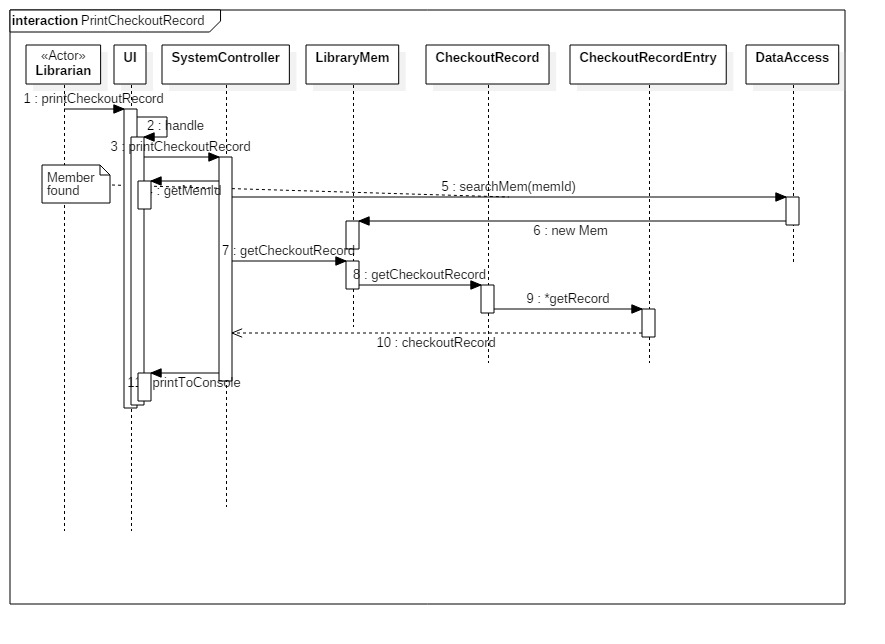 interaction PrintCheckoutRecord
«Actor»
Librarian
UI
SystemController
LibraryMem
CheckoutRecord
CheckoutRecordEntry
DataAccess
1 : printCheckoutRecord
2 : handle
3 : printCheckoutRecord
Member
found
: getMemId
5 : searchMem(memId)
6 : new Mem
7 : getCheckoutRecord
8 : getCheckoutRecord
9 : *getRecord
10 : checkoutRecord
11 printToConsole